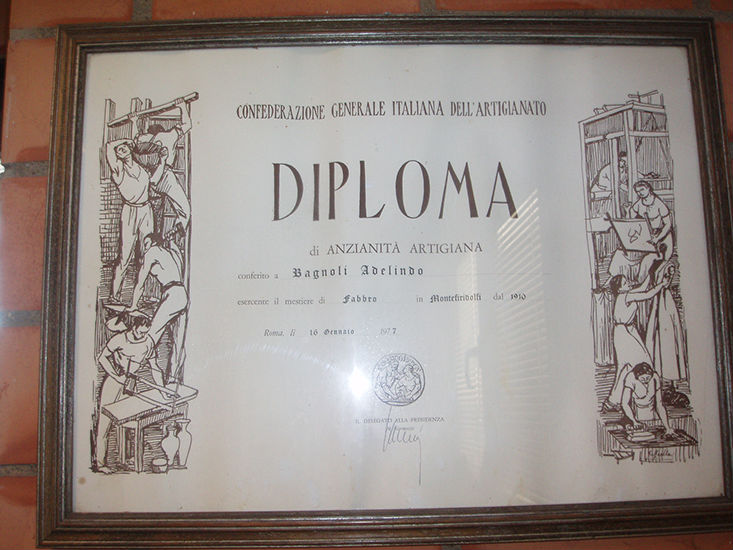 CONFEDERAZIONE GENERALE ITALIANA DELL'ARTIGIANATO
DIPLOMA
di ANZIANITÀ ARTIGIANA
conferito a Bagnoli Adelindo
esercente il mestiere di Fabbro in Montefiridolfi dal 1910
Roma, lì 16 Gennaio 1977
IL DELEGATO ALLA PRESIDENZA